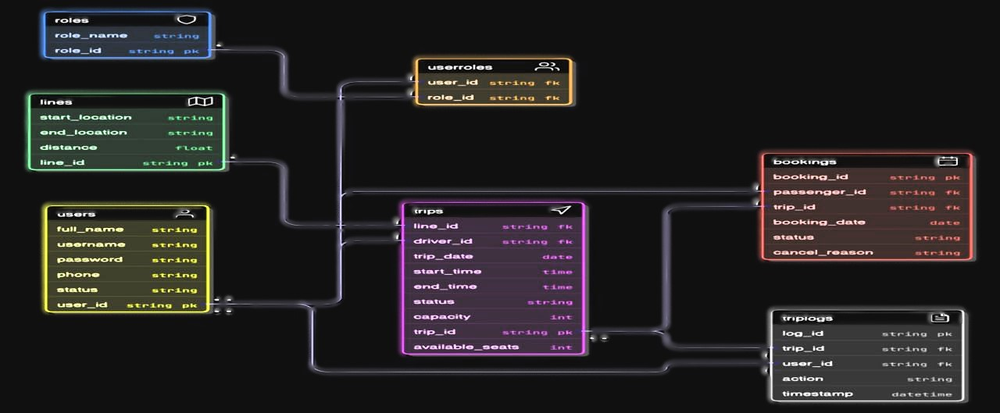 roles
role_name string
role_id string pk
userroles
user_id string fk
role_id string fk
lines
start_location string
end_location string
distance float
line_id string pk
bookings
booking_id string pk
passenger_id string fk
trip_id string fk
booking_date date
status string
cancel_reason string
users
full_name string
username string
password string
phone string
status string
user_id string pk
trips
line_id string fk
driver_id string fk
trip_date date
start_time time
end_time time
status string
capacity int
trip_id string pk
available_seats int
triplogs
log_id string pk
trip_id string fk
user_id string fk
action string
timestamp datetime